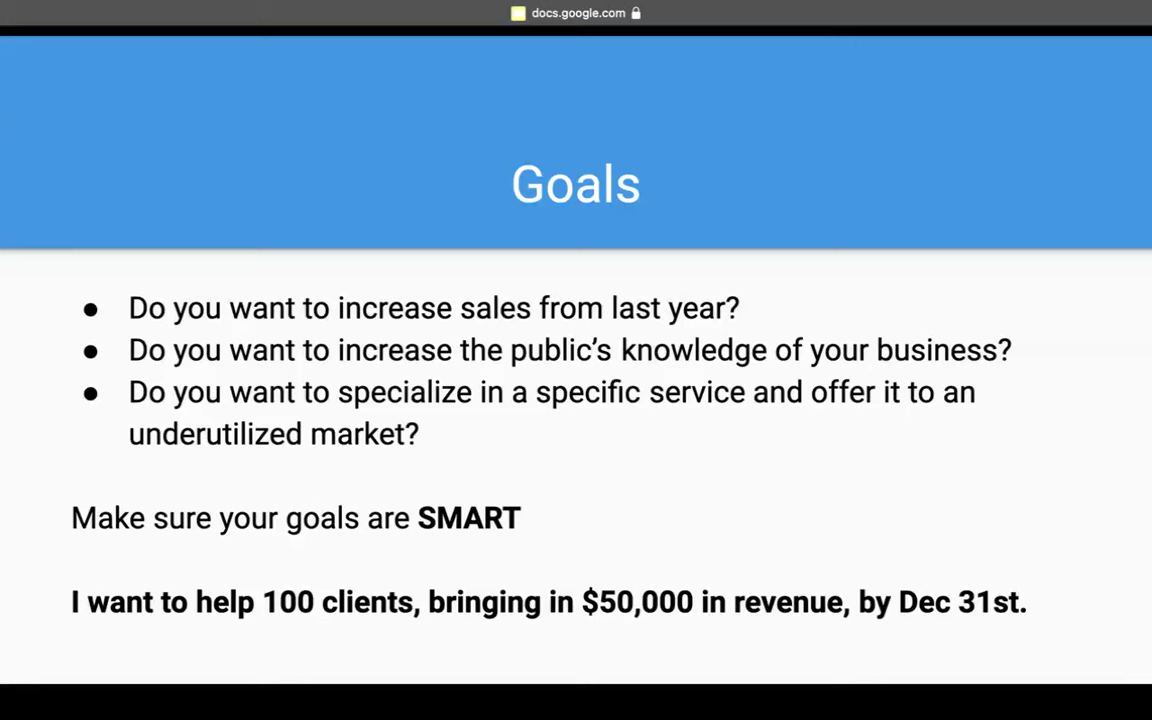 docs.google.com
Goals
● Do you want to increase sales from last year?
● Do you want to increase the public’s knowledge of your business?
● Do you want to specialize in a specific service and offer it to an
underutilized market?
Make sure your goals are SMART
I want to help 100 clients, bringing in $50,000 in revenue, by Dec 31st.